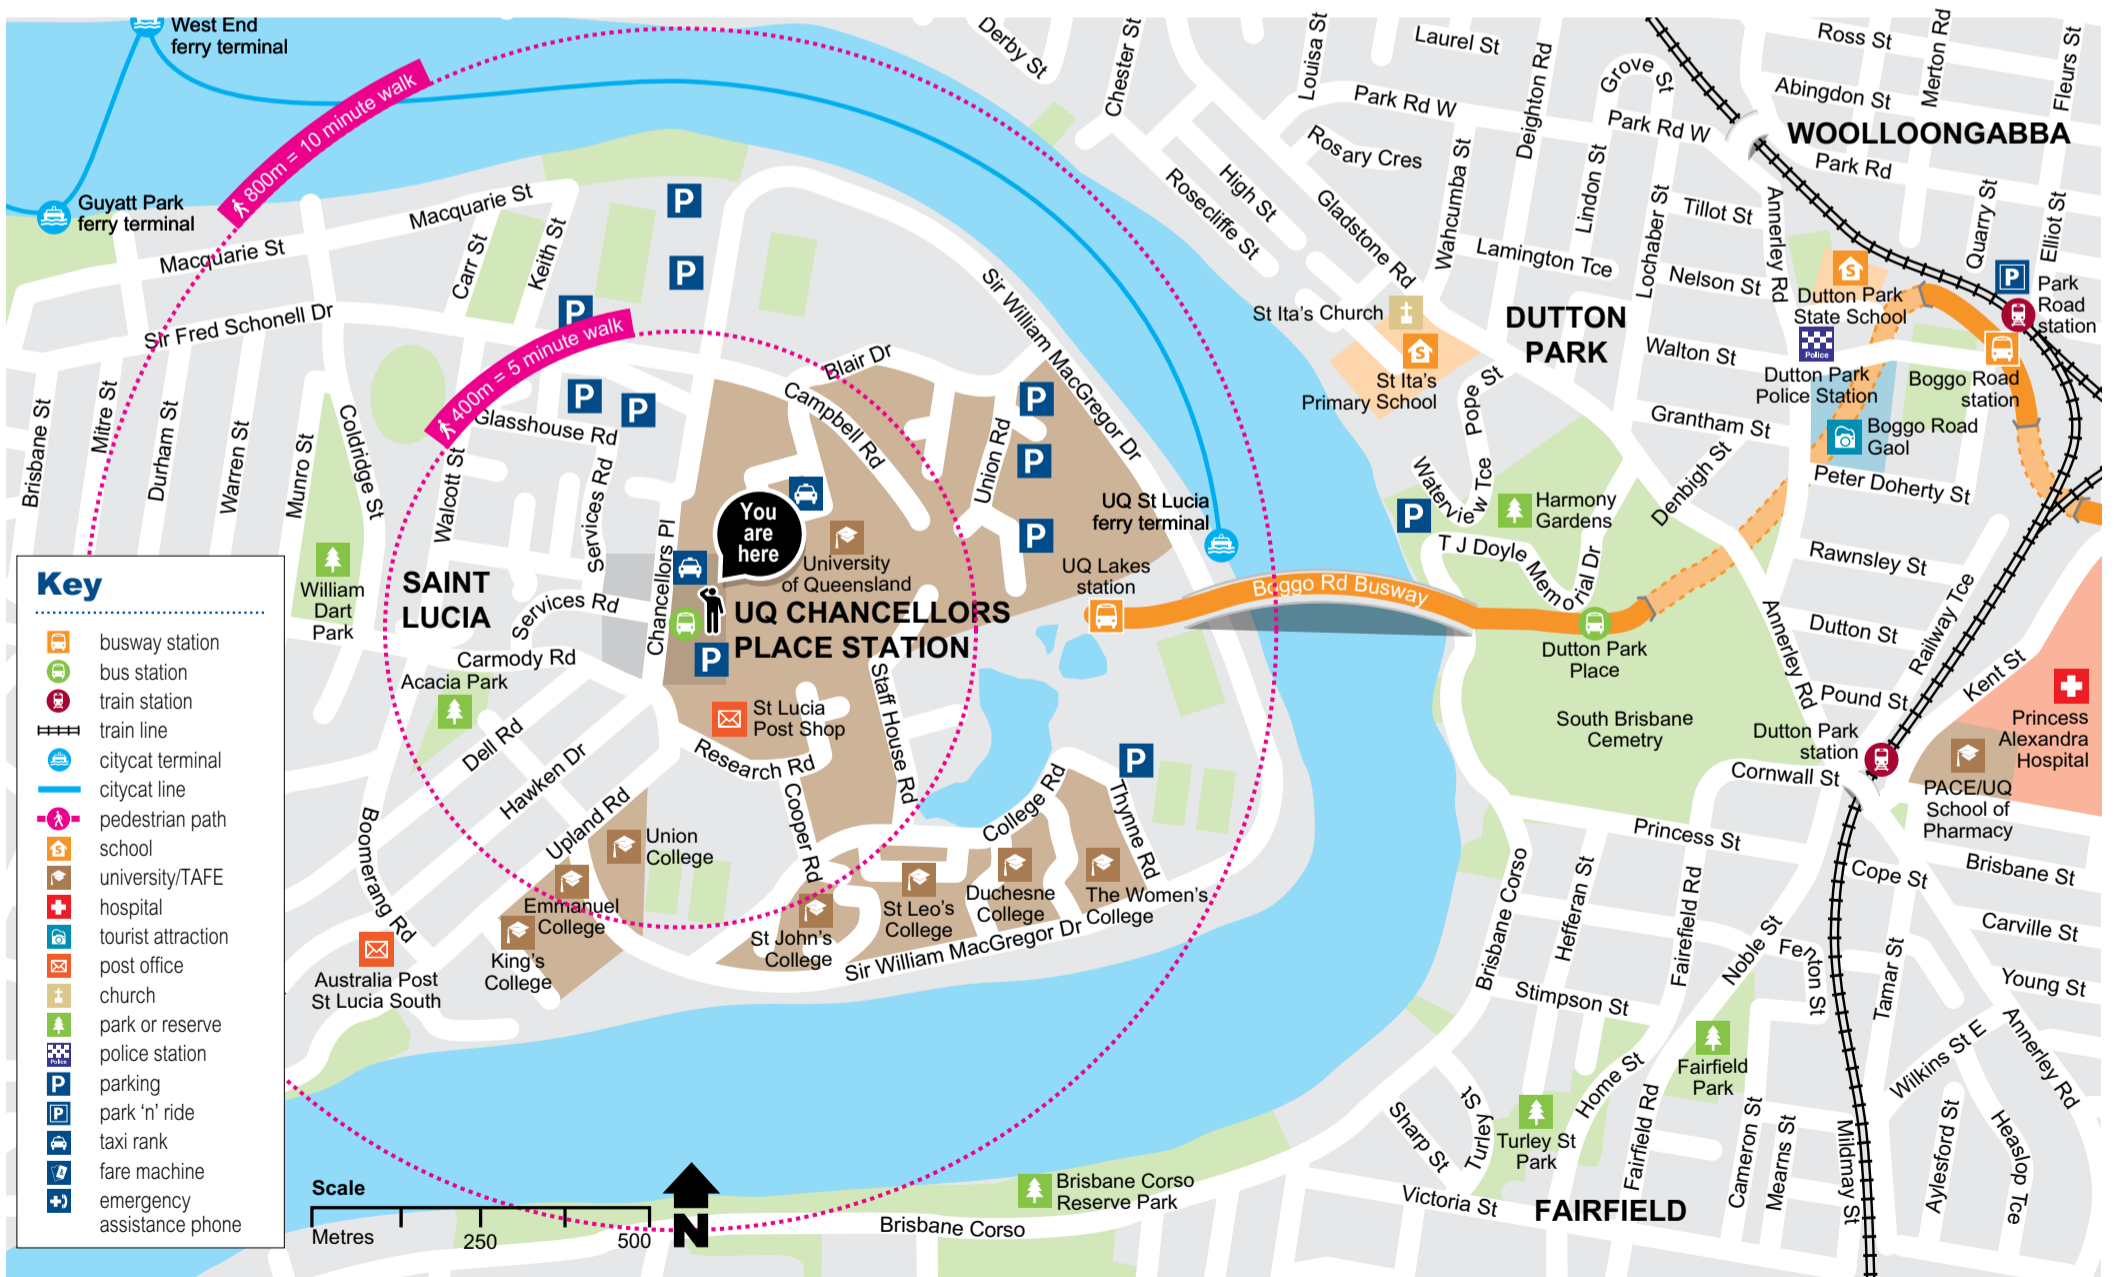 West End
ferry terminal
Guyatt Park
ferry terminal
800m = 10 minute walk
400m = 5 minute walk
Macquarie St
Macquarie St
Carr St
Keith St
Sir Fred Schonell Dr
Brisbane St
Mitre St
Durham St
Warren St
Munro St
Coldridge St
Walcott St
Glasshouse Rd
Services Rd
Services Rd
Chancellors Pl
Blair Dr
Campbell Rd
Union Rd
Sir William MacGregor Dr
P
P
P
P
P
P
P
P
You
are
here
University
of Queensland
UQ CHANCELLORS
PLACE STATION
P
SAINT
LUCIA
William
Dart
Park
Carmody Rd
Acacia Park
Dell Rd
Hawken Dr
Upland Rd
Boomerang Rd
St Lucia
Post Shop
Research Rd
Staff House Rd
Cooper Rd
College Rd
Thynne Rd
P
Union
College
Emmanuel
College
King's
College
St John's
College
St Leo's
College
Duchesne
College
The Women's
College
Sir William MacGregor Dr
Australia Post
St Lucia South
UQ St Lucia
ferry terminal
UQ Lakes
station
Boggo Rd Busway
Derby St
Chester St
Louisa St
Laurel St
Deighton Rd
Grove St
Park Rd W
Park Rd W
Rosary Cres
High St
Rosecliffe St
Gladstone Rd
Wahcumba St
Lindon St
Lochaber St
Lamington Tce
Tillot St
Nelson St
Walton St
Grantham St
Denbigh St
Annerley Rd
Ross St
Merton Rd
Fleurs St
Abingdon St
WOOLLOONGABBA
Park Rd
Quarry St
Elliot St
P
Park
Road
station
S
Dutton Park
State School
Police
Dutton Park
Police Station
Boggo Road
station
Boggo Road
Gaol
Peter Doherty St
St Ita's Church
S
St Ita's
Primary School
DUTTON
PARK
Pope St
Waterview Tce
P
Harmony
Gardens
T J Doyle Memorial Dr
Dutton Park
Place
South Brisbane
Cemetry
Rawnsley St
Dutton St
Annerley Rd
Pound St
Railway Tce
Kent St
Dutton Park
station
Cornwall St
Princess
Alexandra
Hospital
PACE/UQ
School of
Pharmacy
Princess St
Cope St
Brisbane St
Carville St
Young St
Brisbane Corso
Hefferan St
Fairefield Rd
Noble St
Fenton St
Tamar St
Stimpson St
Home St
Fairfield
Park
Wilkins St E
Annerley Rd
Turley St
Sharp St
Turley St
Park
Fairfield Rd
Cameron St
Mearns St
Mildmay St
Aylesford St
Heaslop Tce
Victoria St
FAIRFIELD
Brisbane Corso
Reserve Park
Brisbane Corso
Key
busway station
bus station
train station
train line
citycat terminal
citycat line
pedestrian path
S school
university/TAFE
hospital
tourist attraction
post office
church
park or reserve
Police police station
P parking
P park 'n' ride
taxi rank
fare machine
emergency
assistance phone
Scale
Metres
250
500
N